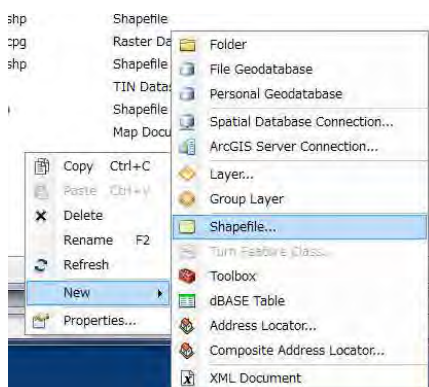 shp Shapefile
cpg Raster Da
shp Shapefile
TIN Datas
Shapefile
Map Docu
Copy Ctrl+C
Paste Ctrl+V
Delete
Rename F2
Refresh
New
Properties...
Folder
File Geodatabase
Personal Geodatabase
Spatial Database Connection...
ArcGIS Server Connection...
Layer...
Group Layer
Shapefile...
Turn Feature Class...
Toolbox
dBASE Table
Address Locator...
Composite Address Locator...
XML Document